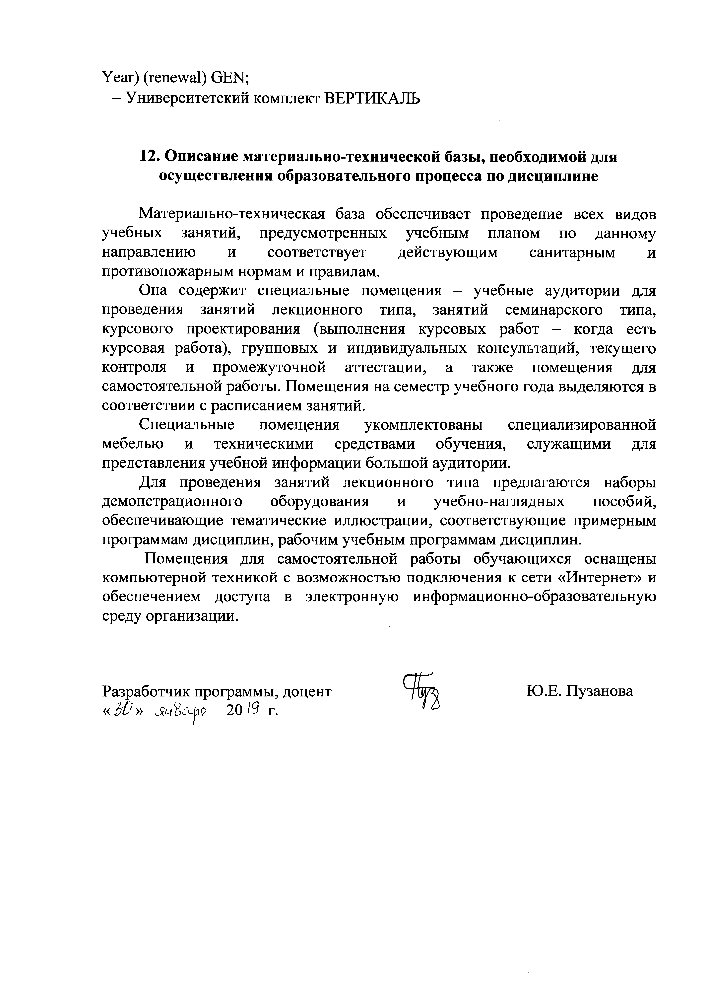 Year) (renewal) GEN;
– Университетский комплект ВЕРТИКАЛЬ
12. Описание материально-технической базы, необходимой для
осуществления образовательного процесса по дисциплине
Материально-техническая база обеспечивает проведение всех видов
учебных занятий, предусмотренных учебным планом по данному
направлению и соответствует действующим санитарным и
противопожарным нормам и правилам.
Она содержит специальные помещения – учебные аудитории для
проведения занятий лекционного типа, занятий семинарского типа,
курсового проектирования (выполнения курсовых работ – когда есть
курсовая работа), групповых и индивидуальных консультаций, текущего
контроля и промежуточной аттестации, а также помещения для
самостоятельной работы. Помещения на семестр учебного года выделяются в
соответствии с расписанием занятий.
Специальные помещения укомплектованы специализированной
мебелью и техническими средствами обучения, служащими для
представления учебной информации большой аудитории.
Для проведения занятий лекционного типа предлагаются наборы
демонстрационного оборудования и учебно-наглядных пособий,
обеспечивающие тематические иллюстрации, соответствующие примерным
программам дисциплин, рабочим учебным программам дисциплин.
Помещения для самостоятельной работы обучающихся оснащены
компьютерной техникой с возможностью подключения к сети «Интернет» и
обеспечением доступа в электронную информационно-образовательную
среду организации.
Разработчик программы, доцент Пуз Ю.Е. Пузанова
«30» января 2019 г.